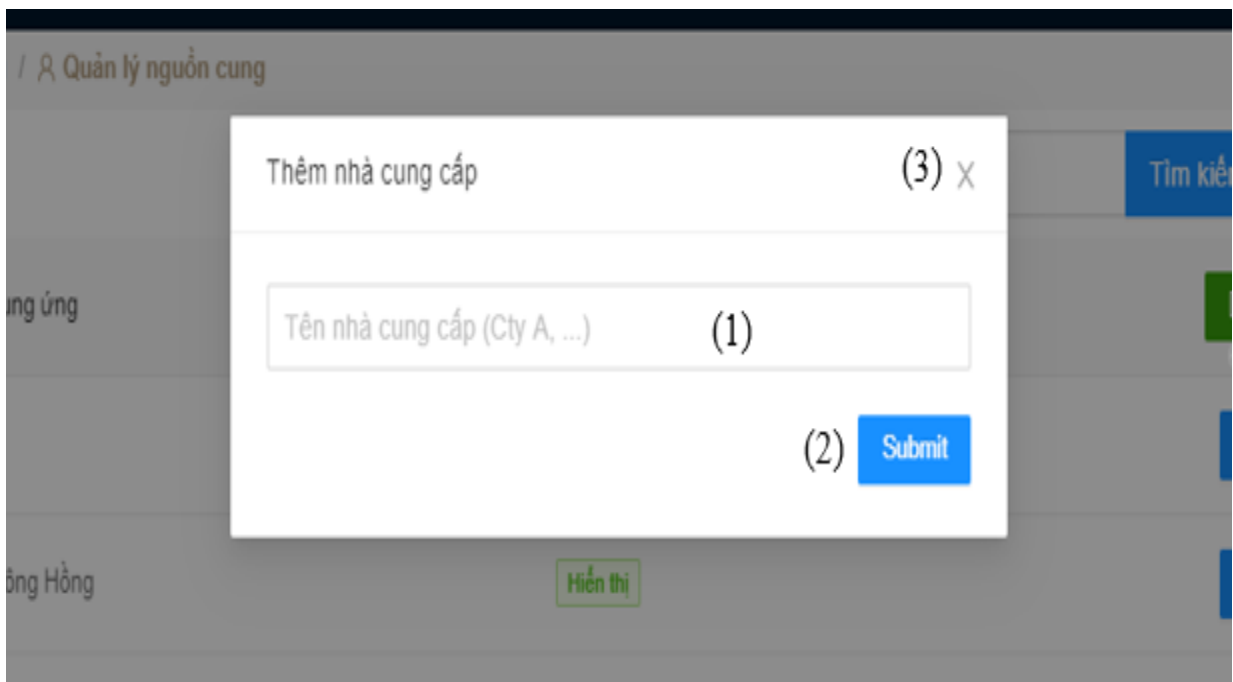 / Quản lý nguồn cung
Thêm nhà cung cấp (3) X
Tìm kiếm
ung ứng
Tên nhà cung cấp (Cty A, ...) (1)
(2) Submit
ông Hồng
Hiển thị